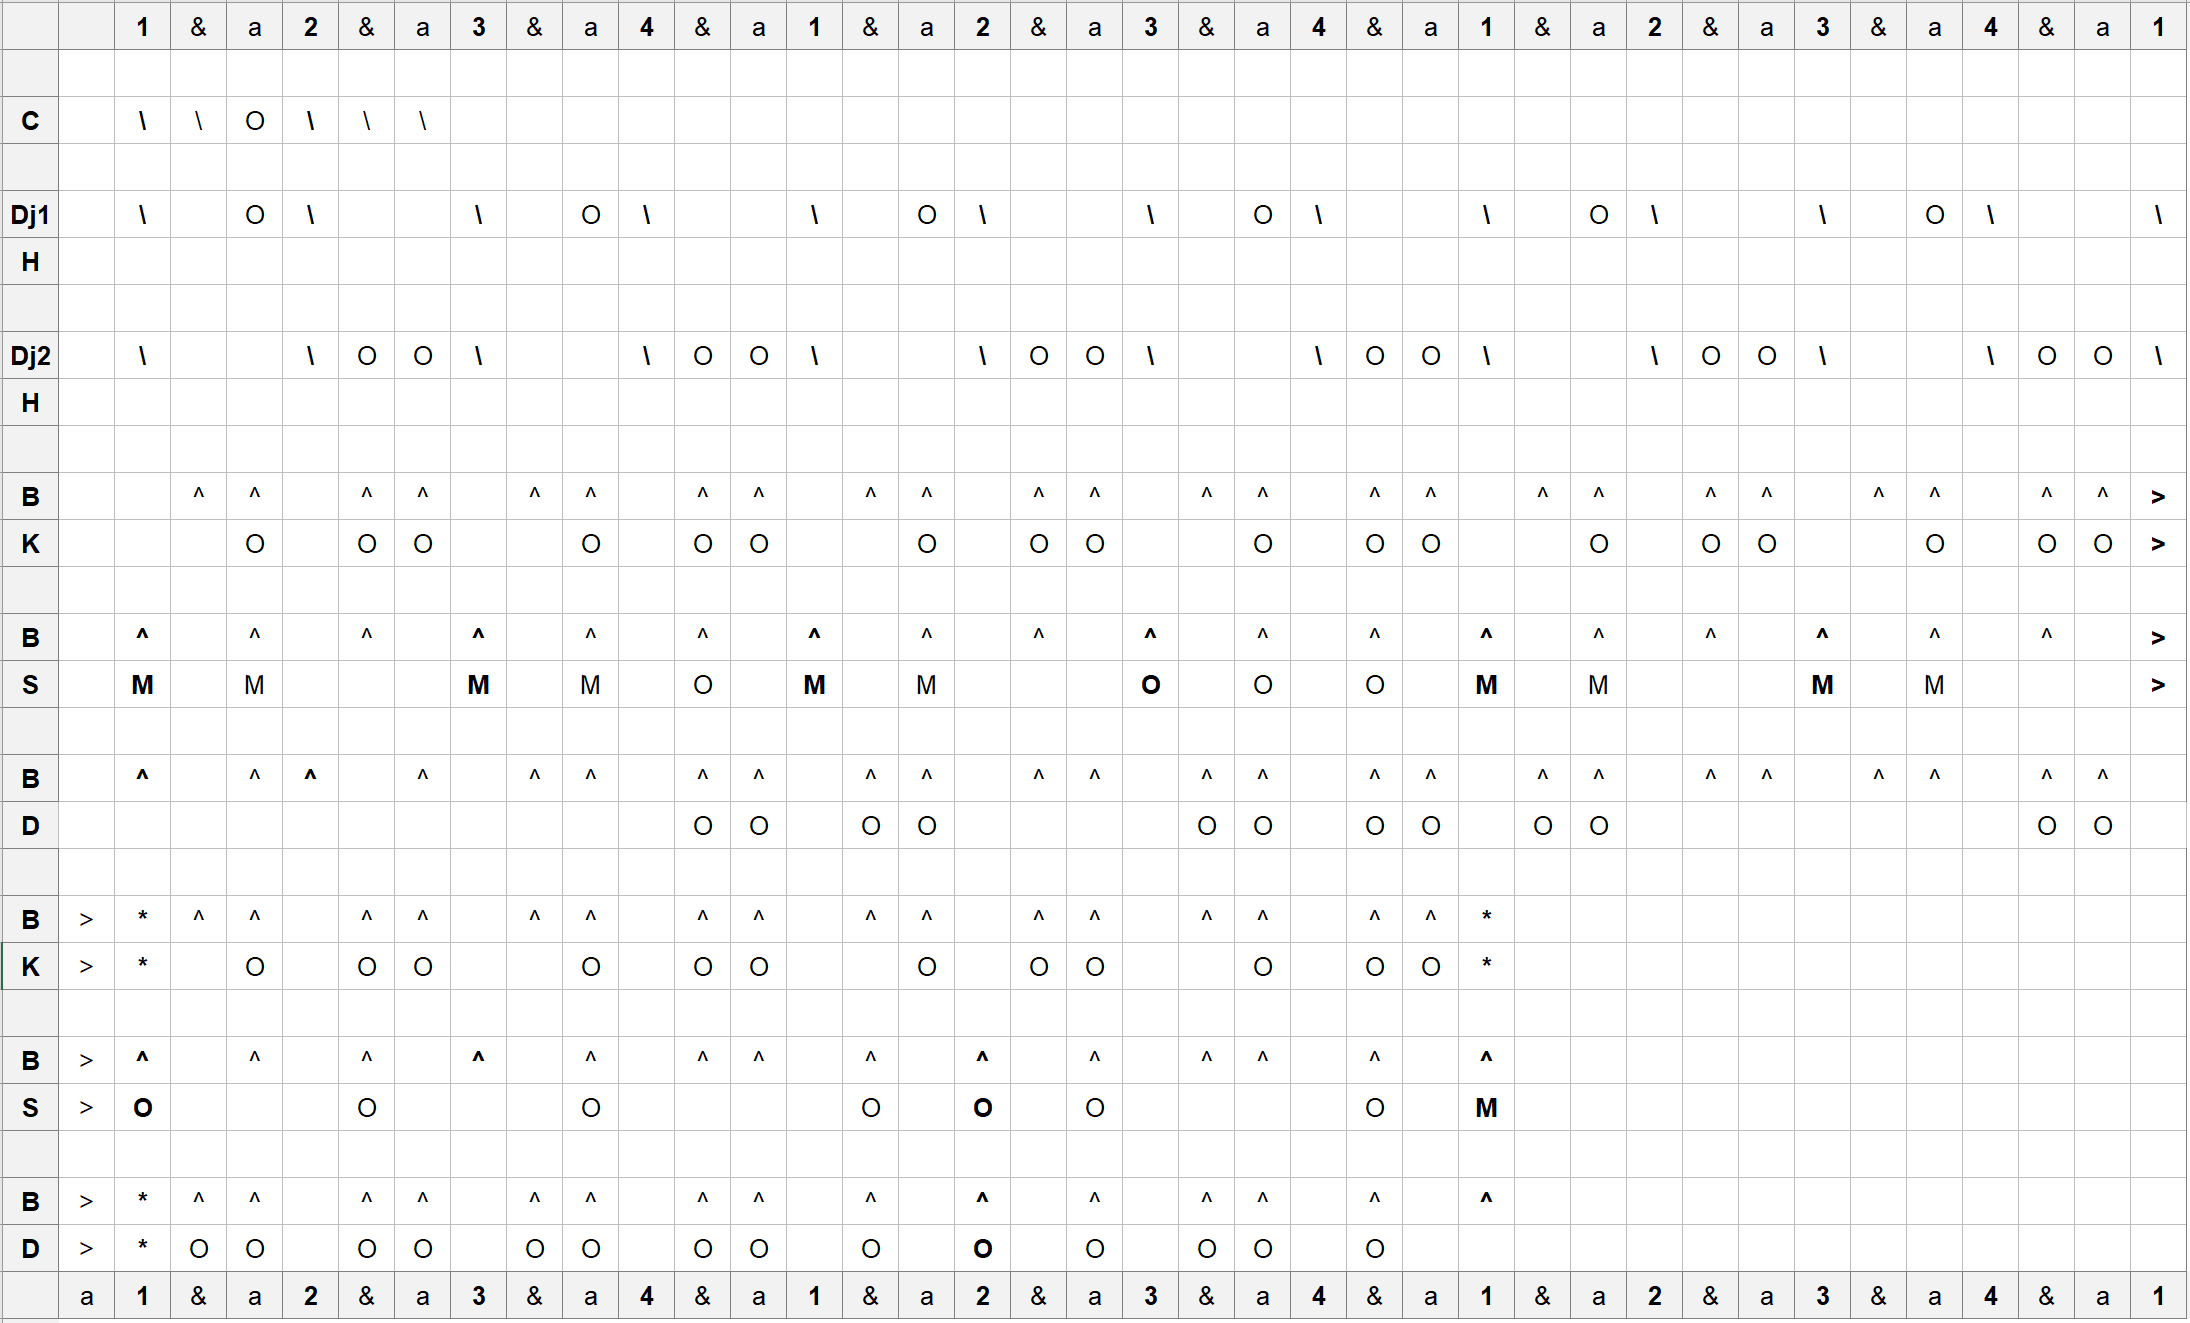 1 & a 2 & a 3 & a 4 & a 1 & a 2 & a 3 & a 4 & a 1 & a 2 & a 3 & a 4 & a 1
C \ \ O \ \ \
Dj1 \ O \ \ O \ \ O \ \ O \ \ O \ \ O \ \
H
Dj2 \ \ O O \ \ O O \ \ O O \ \ O O \ \ O O \ \ O O \
H
B ^ ^ ^ ^ ^ ^ ^ ^ ^ ^ ^ ^ ^ ^ ^ ^ ^ ^ ^ ^ ^ ^ ^ ^ >
K O O O O O O O O O O O O O O O O O O >
B ^ ^ ^ ^ ^ ^ ^ ^ ^ ^ ^ ^ ^ ^ ^ ^ ^ ^ >
S M M M M O M M O O O M M M M >
B ^ ^ ^ ^ ^ ^ ^ ^ ^ ^ ^ ^ ^ ^ ^ ^ ^ ^ ^ ^ ^ ^ ^ ^
D O O O O O O O O O O O O
B > * ^ ^ ^ ^ ^ ^ ^ ^ ^ ^ ^ ^ ^ ^ ^ ^ *
K > * O O O O O O O O O O O O *
B > ^ ^ ^ ^ ^ ^ ^ ^ ^ ^ ^ ^ ^ ^
S > O O O O O O O M
B > * ^ ^ ^ ^ ^ ^ ^ ^ ^ ^ ^ ^ ^ ^ ^
D > * O O O O O O O O O O O O O O
a 1 & a 2 & a 3 & a 4 & a 1 & a 2 & a 3 & a 4 & a 1 & a 2 & a 3 & a 4 & a 1